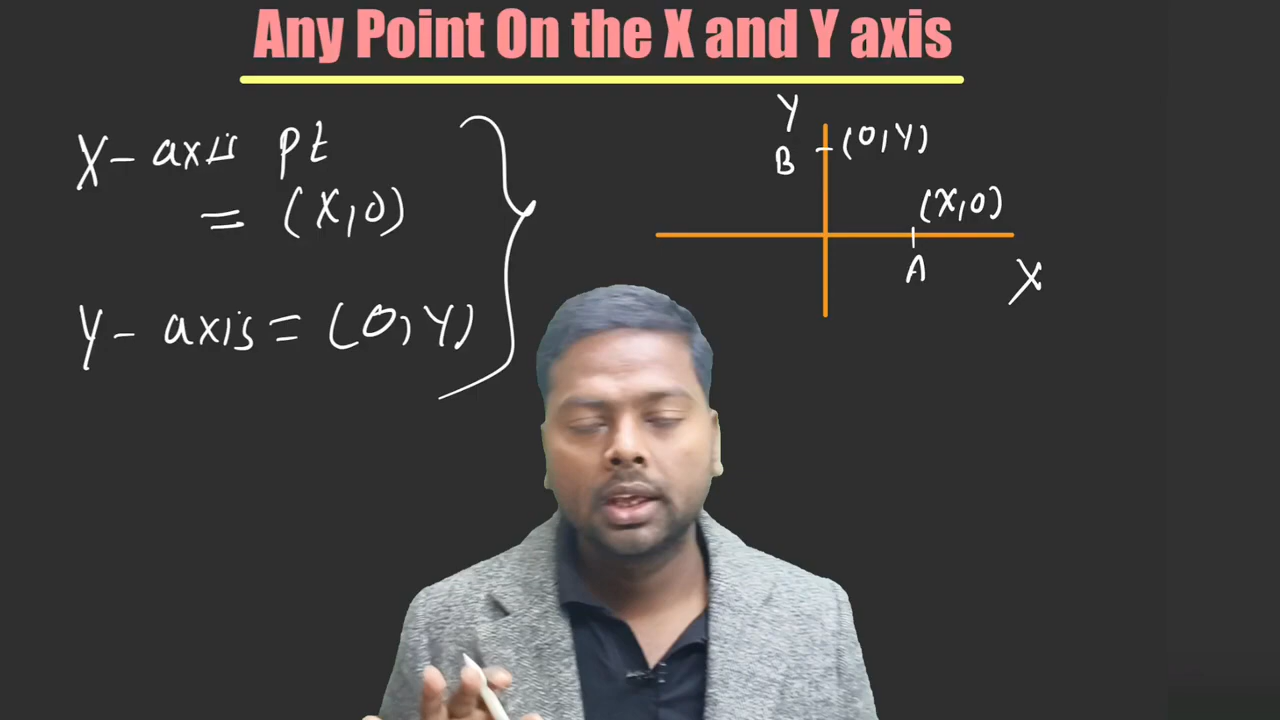 Any Point On the X and Y axis
X- axis pt
= (X,0)
Y- axis = (0,Y)
Y
B
(0,Y)
(X,0)
A
X